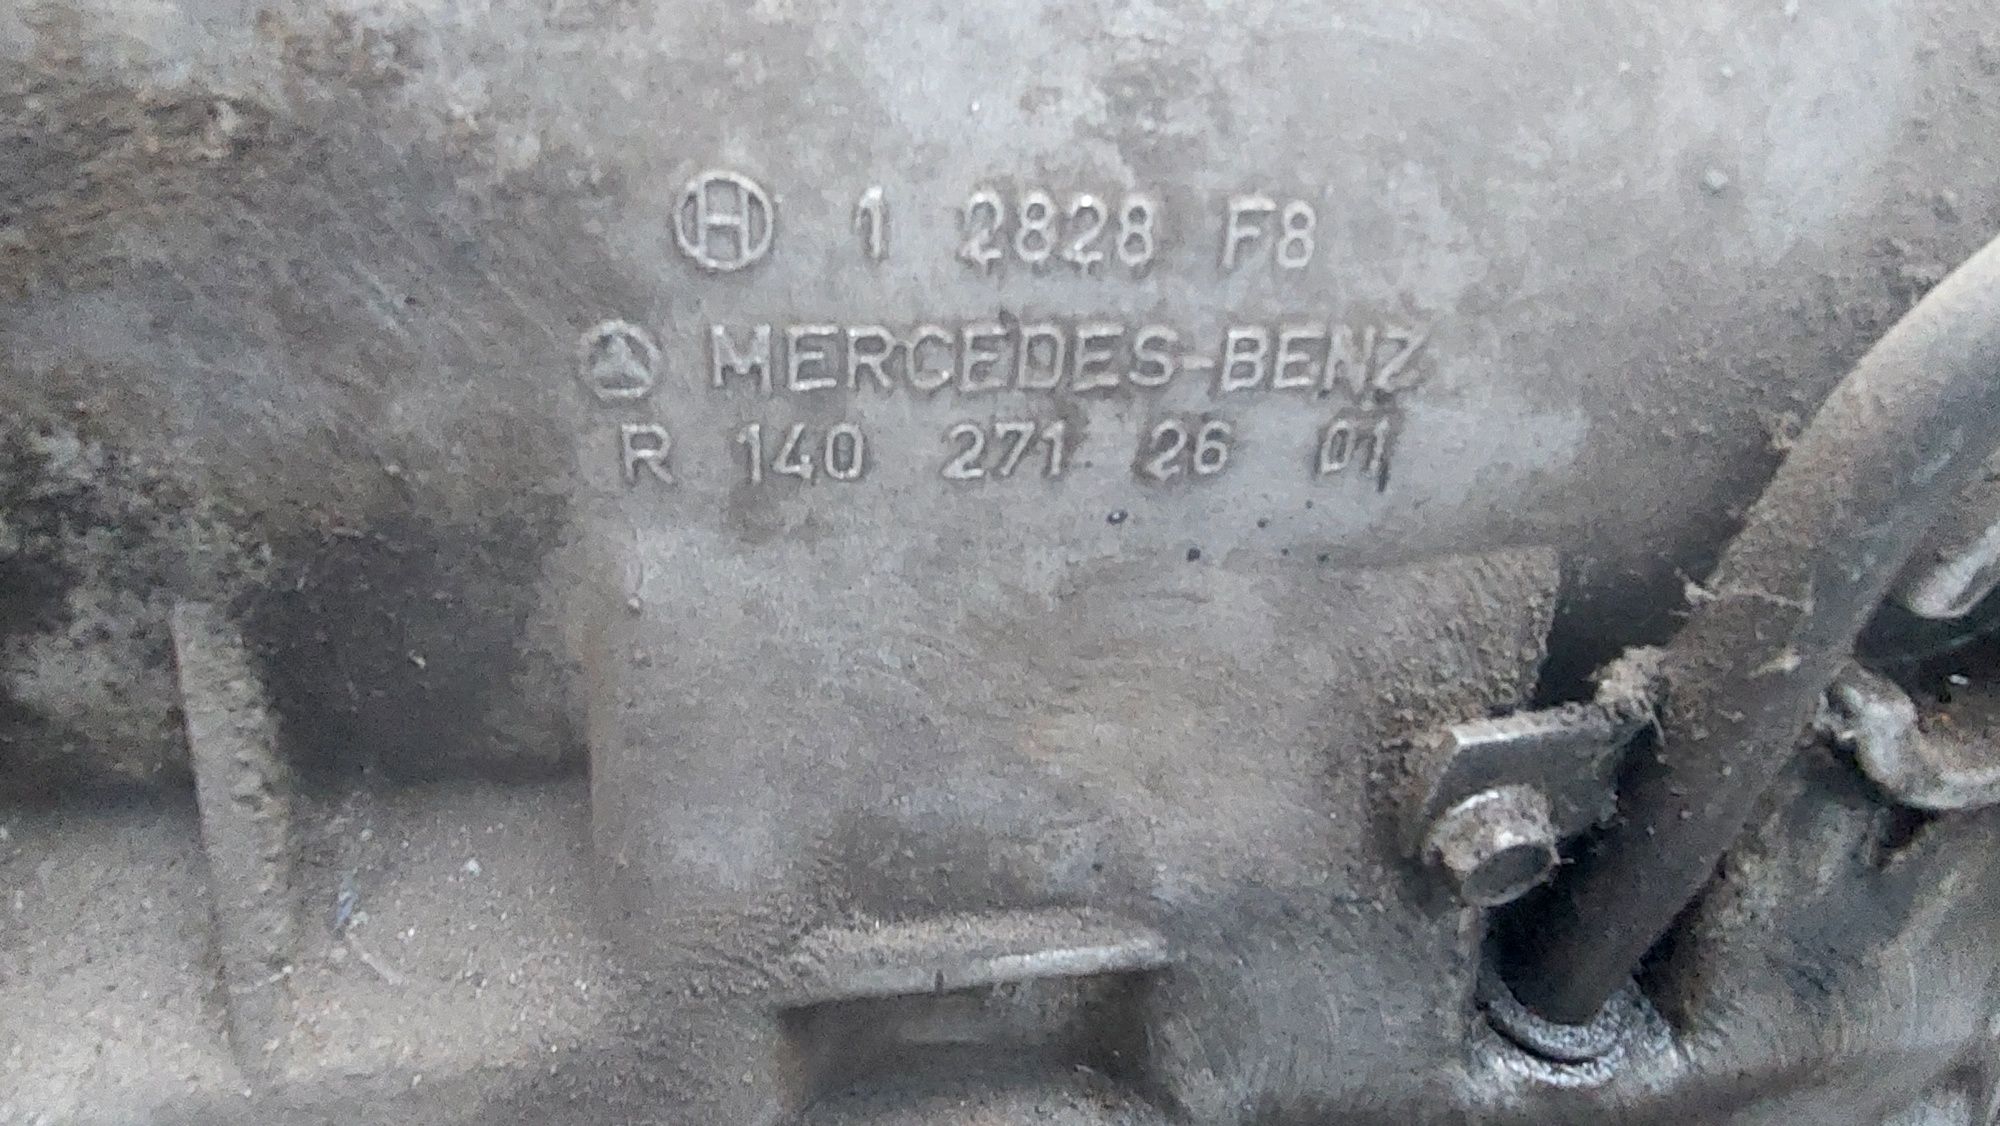 H 1 2828 F8
MERCEDES-BENZ
R 140 271 26 01